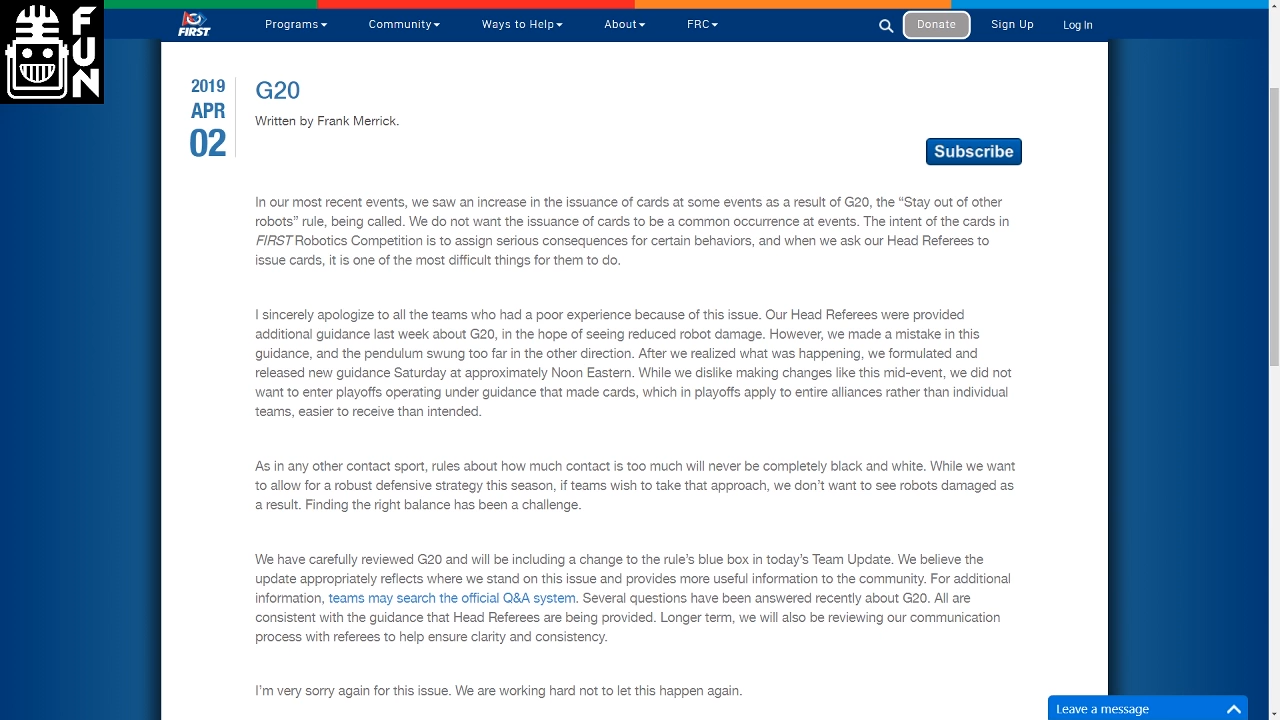 FUN
FIRST
Programs
Community
Ways to Help
About
FRC
Donate
Sign Up
Log In
2019
APR
02
G20
Written by Frank Merrick.
Subscribe
In our most recent events, we saw an increase in the issuance of cards at some events as a result of G20, the “Stay out of other
robots” rule, being called. We do not want the issuance of cards to be a common occurrence at events. The intent of the cards in
FIRST Robotics Competition is to assign serious consequences for certain behaviors, and when we ask our Head Referees to
issue cards, it is one of the most difficult things for them to do.
I sincerely apologize to all the teams who had a poor experience because of this issue. Our Head Referees were provided
additional guidance last week about G20, in the hope of seeing reduced robot damage. However, we made a mistake in this
guidance, and the pendulum swung too far in the other direction. After we realized what was happening, we formulated and
released new guidance Saturday at approximately Noon Eastern. While we dislike making changes like this mid-event, we did not
want to enter playoffs operating under guidance that made cards, which in playoffs apply to entire alliances rather than individual
teams, easier to receive than intended.
As in any other contact sport, rules about how much contact is too much will never be completely black and white. While we want
to allow for a robust defensive strategy this season, if teams wish to take that approach, we don’t want to see robots damaged as
a result. Finding the right balance has been a challenge.
We have carefully reviewed G20 and will be including a change to the rule’s blue box in today’s Team Update. We believe the
update appropriately reflects where we stand on this issue and provides more useful information to the community. For additional
information, teams may search the official Q&A system. Several questions have been answered recently about G20. All are
consistent with the guidance that Head Referees are being provided. Longer term, we will also be reviewing our communication
process with referees to help ensure clarity and consistency.
I’m very sorry again for this issue. We are working hard not to let this happen again.
Leave a message